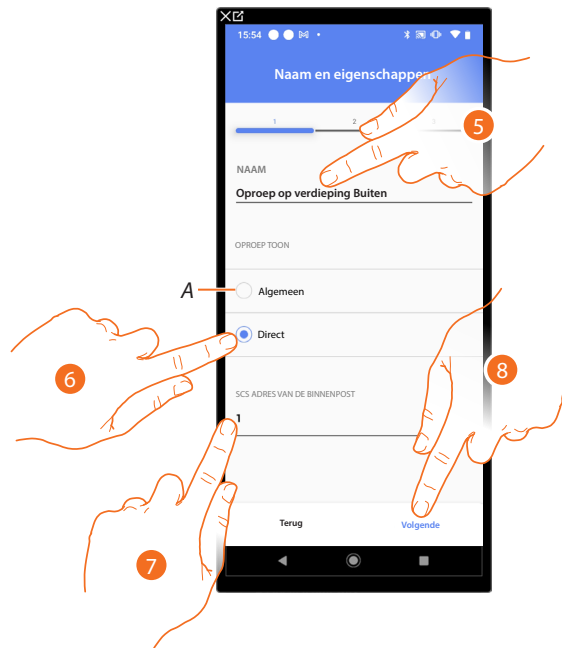 15:54
Naam en eigenschappen
1
2
5
NAAM
Oproep op verdieping Buiten
OPROEP TOON
A
Algemeen
Direct
6
8
SCS ADRES VAN DE BINNENPOST
1
Terug
Volgende
7